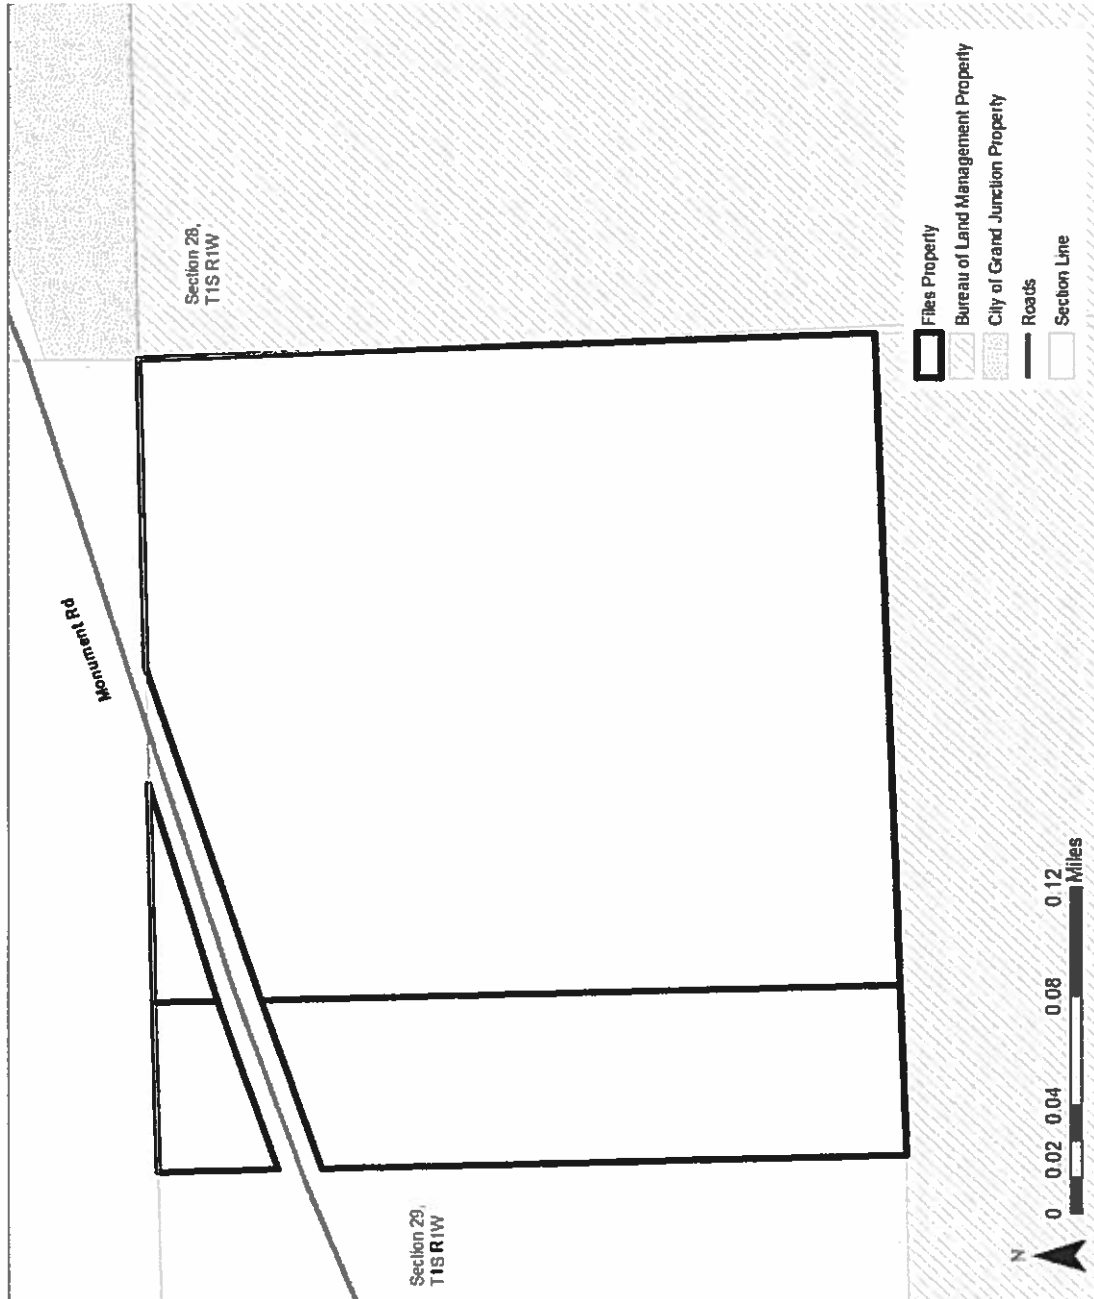 Monument Rd
Section 28,
T1S R1W
Section 29,
T1S R1W
N
0 0.02 0.04 0.08 0.12
Miles
Files Property
Bureau of Land Management Property
City of Grand Junction Property
Roads
Section Line